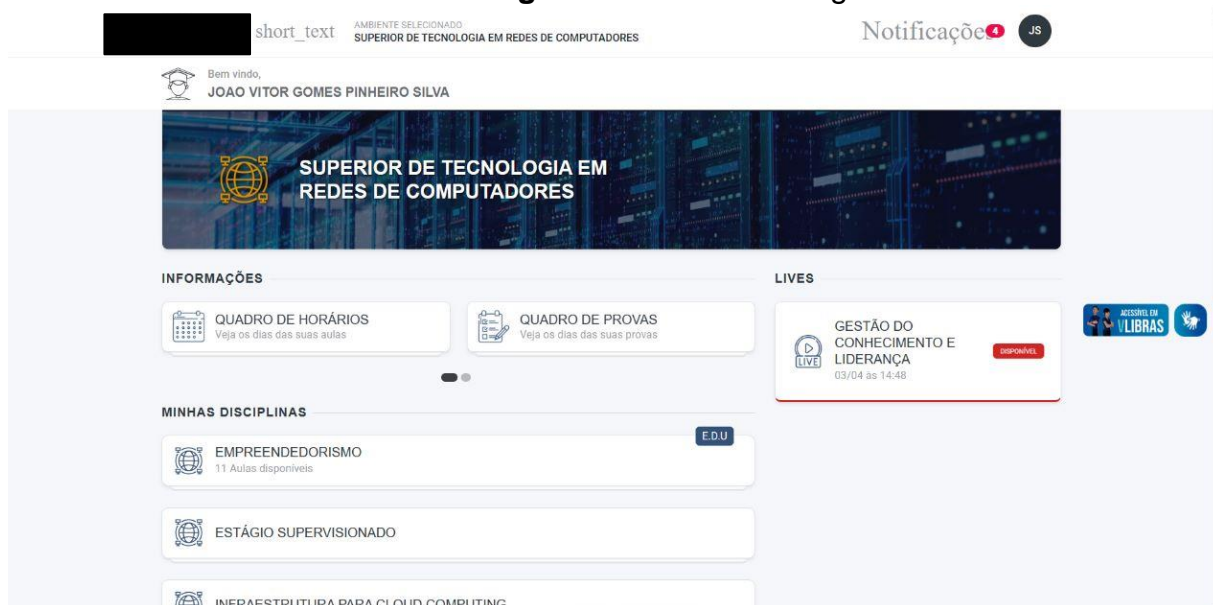 short_text
AMBIENTE SELECIONADO
SUPERIOR DE TECNOLOGIA EM REDES DE COMPUTADORES
Notificaçõe
4
JS
Bem vindo,
JOAO VITOR GOMES PINHEIRO SILVA
SUPERIOR DE TECNOLOGIA EM
REDES DE COMPUTADORES
INFORMAÇÕES
QUADRO DE HORÁRIOS
Veja os dias das suas aulas
QUADRO DE PROVAS
Veja os dias das suas provas
LIVES
LIVE
GESTÃO DO
CONHECIMENTO E
LIDERANÇA
03/04 às 14:48
DISPONÍVEL
ACESSÍVEL EM
VLIBRAS
MINHAS DISCIPLINAS
E.D.U
EMPREENDEDORISMO
11 Aulas disponíveis
ESTÁGIO SUPERVISIONADO
INFRAESTRUTURA PARA CLOUD COMPUTING